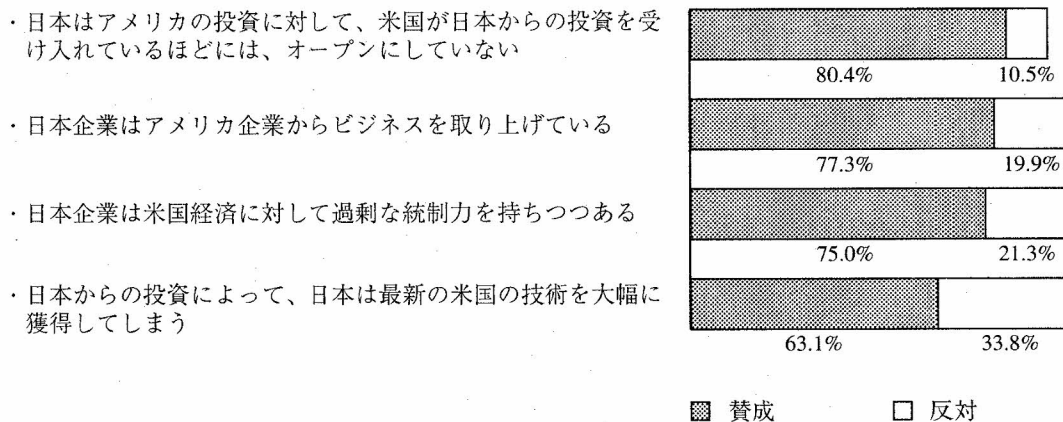 ・日本はアメリカの投資に対して、米国が日本からの投資を受
け入れているほどには、オープンにしていない
80.4% 10.5%
・日本企業はアメリカ企業からビジネスを取り上げている
77.3% 19.9%
・日本企業は米国経済に対して過剰な統制力を持ちつつある
75.0% 21.3%
・日本からの投資によって、日本は最新の米国の技術を大幅に
獲得してしまう
63.1% 33.8%
賛成 反対